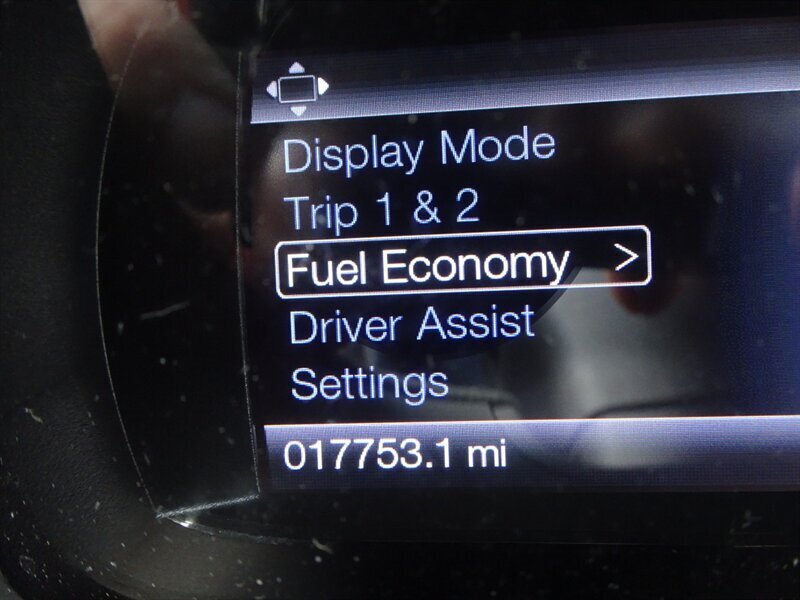 Display Mode
Trip 1 & 2
Fuel Economy >
Driver Assist
Settings
017753.1 mi